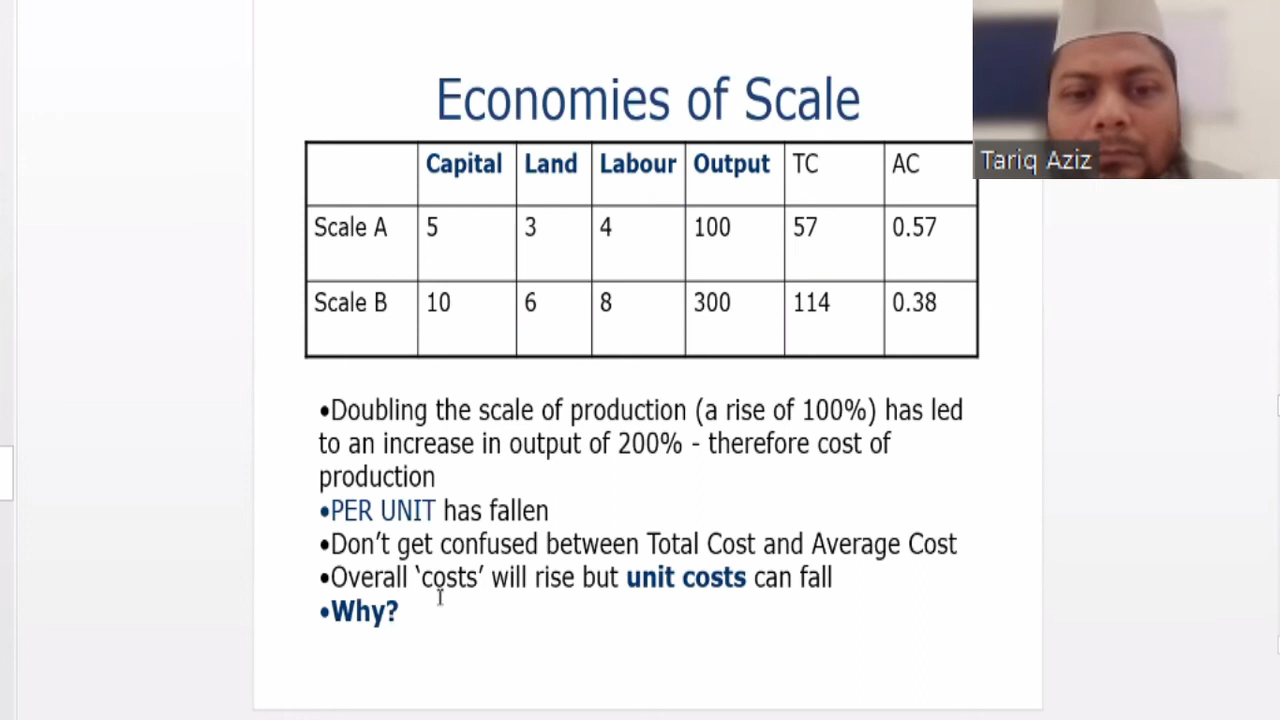 Economies of Scale
Tariq Aziz
Capital Land Labour Output TC AC
Scale A 5 3 4 100 57 0.57
Scale B 10 6 8 300 114 0.38
•Doubling the scale of production (a rise of 100%) has led
to an increase in output of 200% - therefore cost of
production
•PER UNIT has fallen
•Don’t get confused between Total Cost and Average Cost
•Overall ‘costs’ will rise but unit costs can fall
•Why?